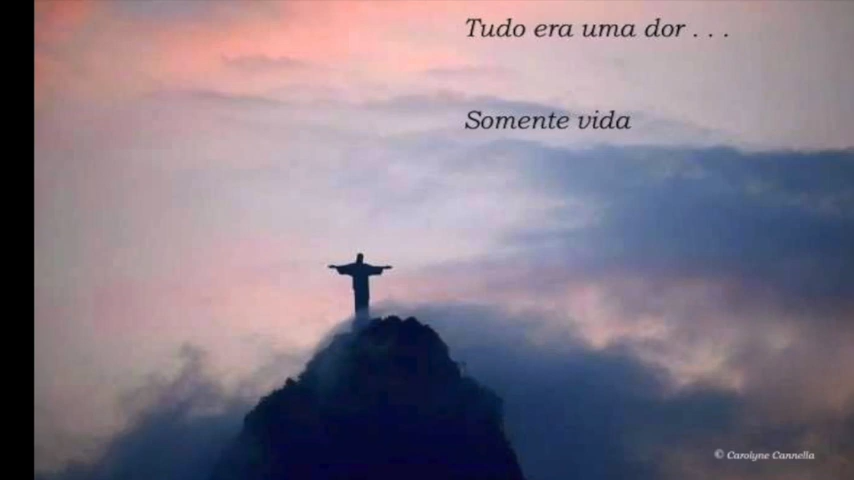 Tudo era uma dor . . .
Somente vida
© Carolyne Cannella